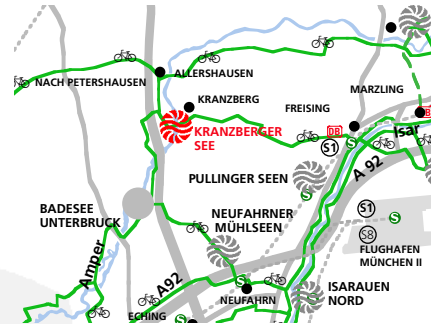 ALLERSHAUSEN
NACH PETERSHAUSEN
MARZLING
KRANZBERG
FREISING
DB
B
KRANZBERGER
SEE
Isar
S1
S
A 92
PULLINGER SEEN
BADESEE
UNTERBRUCK
NEUFAHRNER
MÜHLSEEN
S1
S
S8
FLUGHAFEN
MÜNCHEN II
Amper
A92
S
NEUFAHRN
ISARAUEN
NORD
ECHING
S